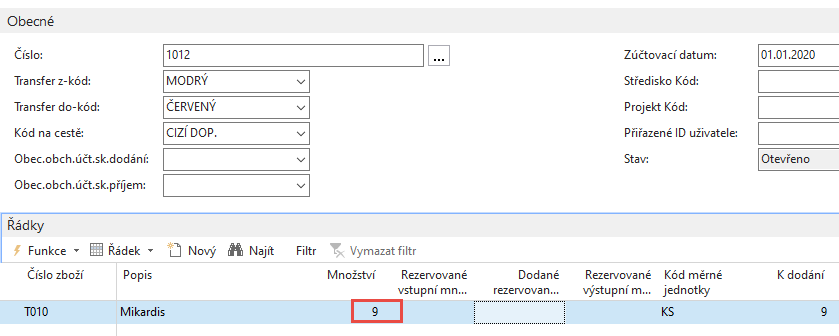 Obecné
Číslo: 1012 ... Zúčtovací datum: 01.01.2020
Transfer z-kód: MODRÝ Středisko Kód:
Transfer do-kód: ČERVENÝ Projekt Kód:
Kód na cestě: CIZÍ DOP. Přiřazené ID uživatele:
Obec.obch.účt.sk.dodání: Stav: Otevřeno
Obec.obch.účt.sk.příjem:
Řádky
Funkce Řádek Nový Najít Filtr Vymazat filtr
Číslo zboží Popis Množství Rezervované Dodané Rezervované Kód měrné K dodání
vstupní mn... rezervovan... výstupní m... jednotky
T010 Mikardis 9 KS 9